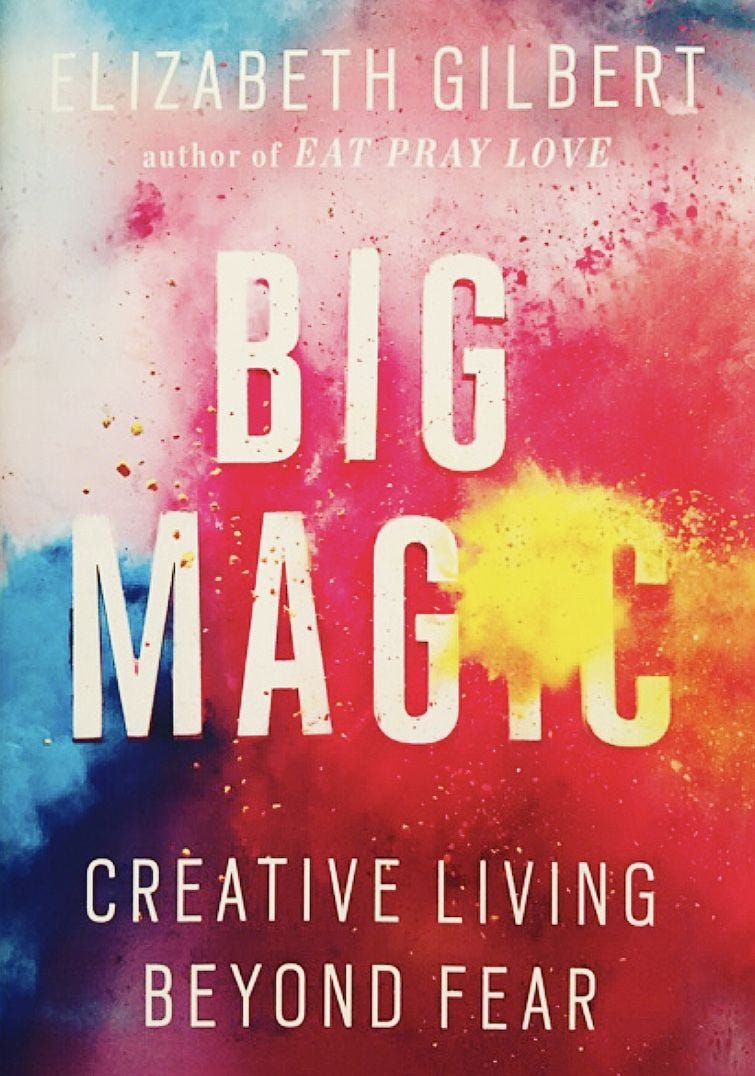 ELIZABETH GILBERT
author of EAT PRAY LOVE
BIG
MAGIC
CREATIVE LIVING
BEYOND FEAR